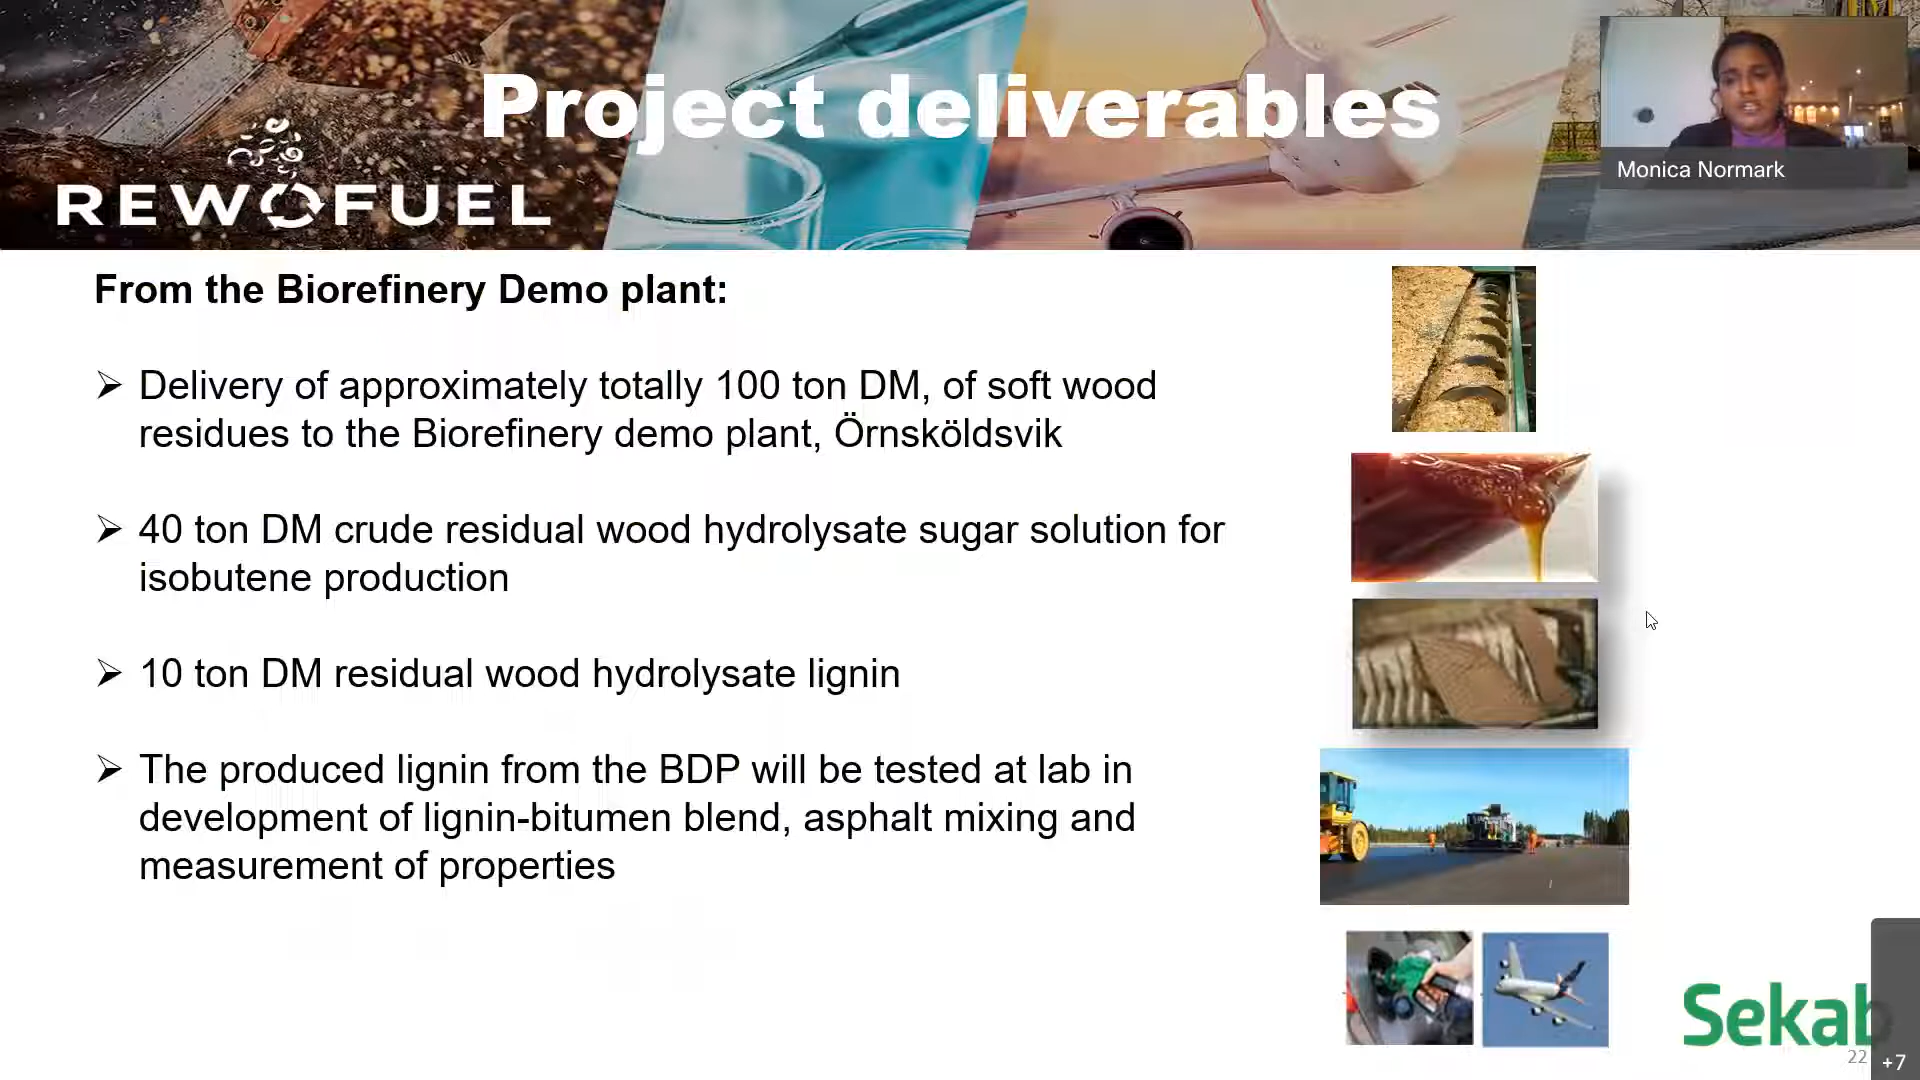 Project deliverables
REWOFUEL
Monica Normark
From the Biorefinery Demo plant:
➢ Delivery of approximately totally 100 ton DM, of soft wood
residues to the Biorefinery demo plant, Örnsköldsvik
➢ 40 ton DM crude residual wood hydrolysate sugar solution for
isobutene production
➢ 10 ton DM residual wood hydrolysate lignin
➢ The produced lignin from the BDP will be tested at lab in
development of lignin-bitumen blend, asphalt mixing and
measurement of properties
Sekab
22
+7